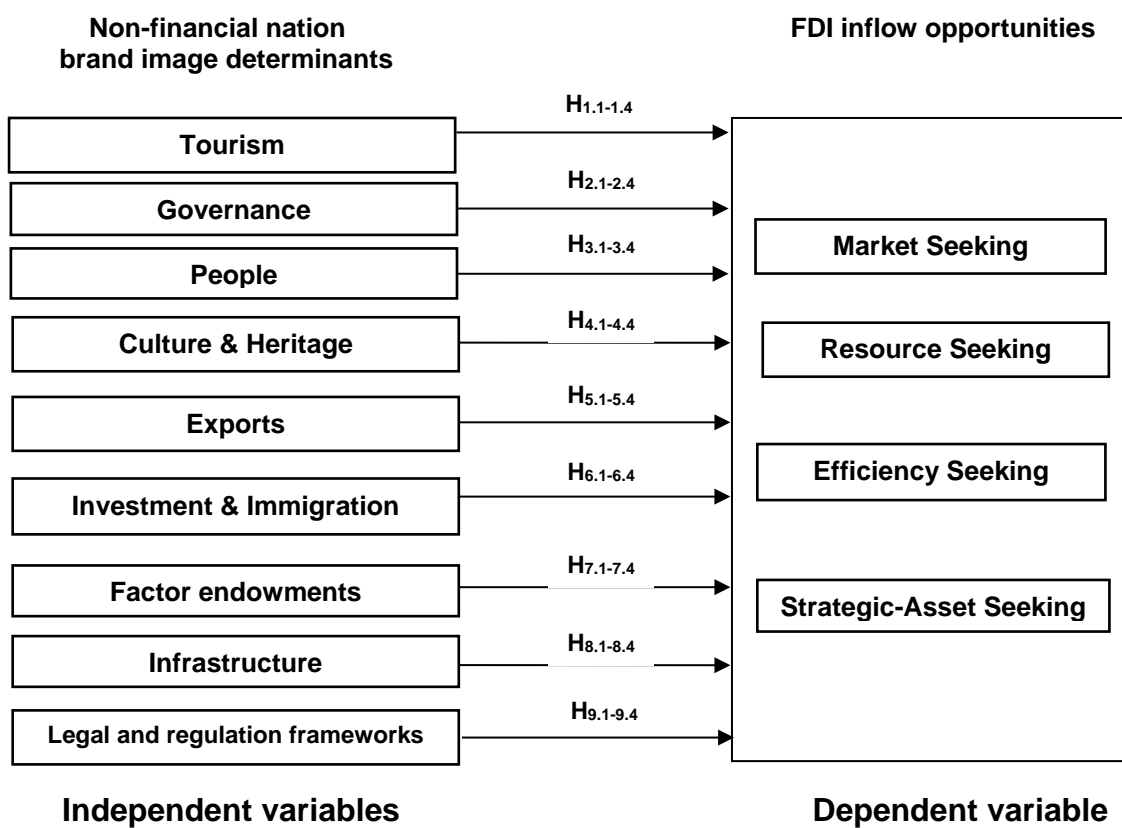 Non-financial nation
brand image determinants
FDI inflow opportunities
H1.1-1.4
Tourism
H2.1-2.4
Governance
H3.1-3.4
People
H4.1-4.4
Culture & Heritage
H5.1-5.4
Exports
H6.1-6.4
Investment & Immigration
H7.1-7.4
Factor endowments
H8.1-8.4
Infrastructure
H9.1-9.4
Legal and regulation frameworks
Market Seeking
Resource Seeking
Efficiency Seeking
Strategic-Asset Seeking
Independent variables
Dependent variable